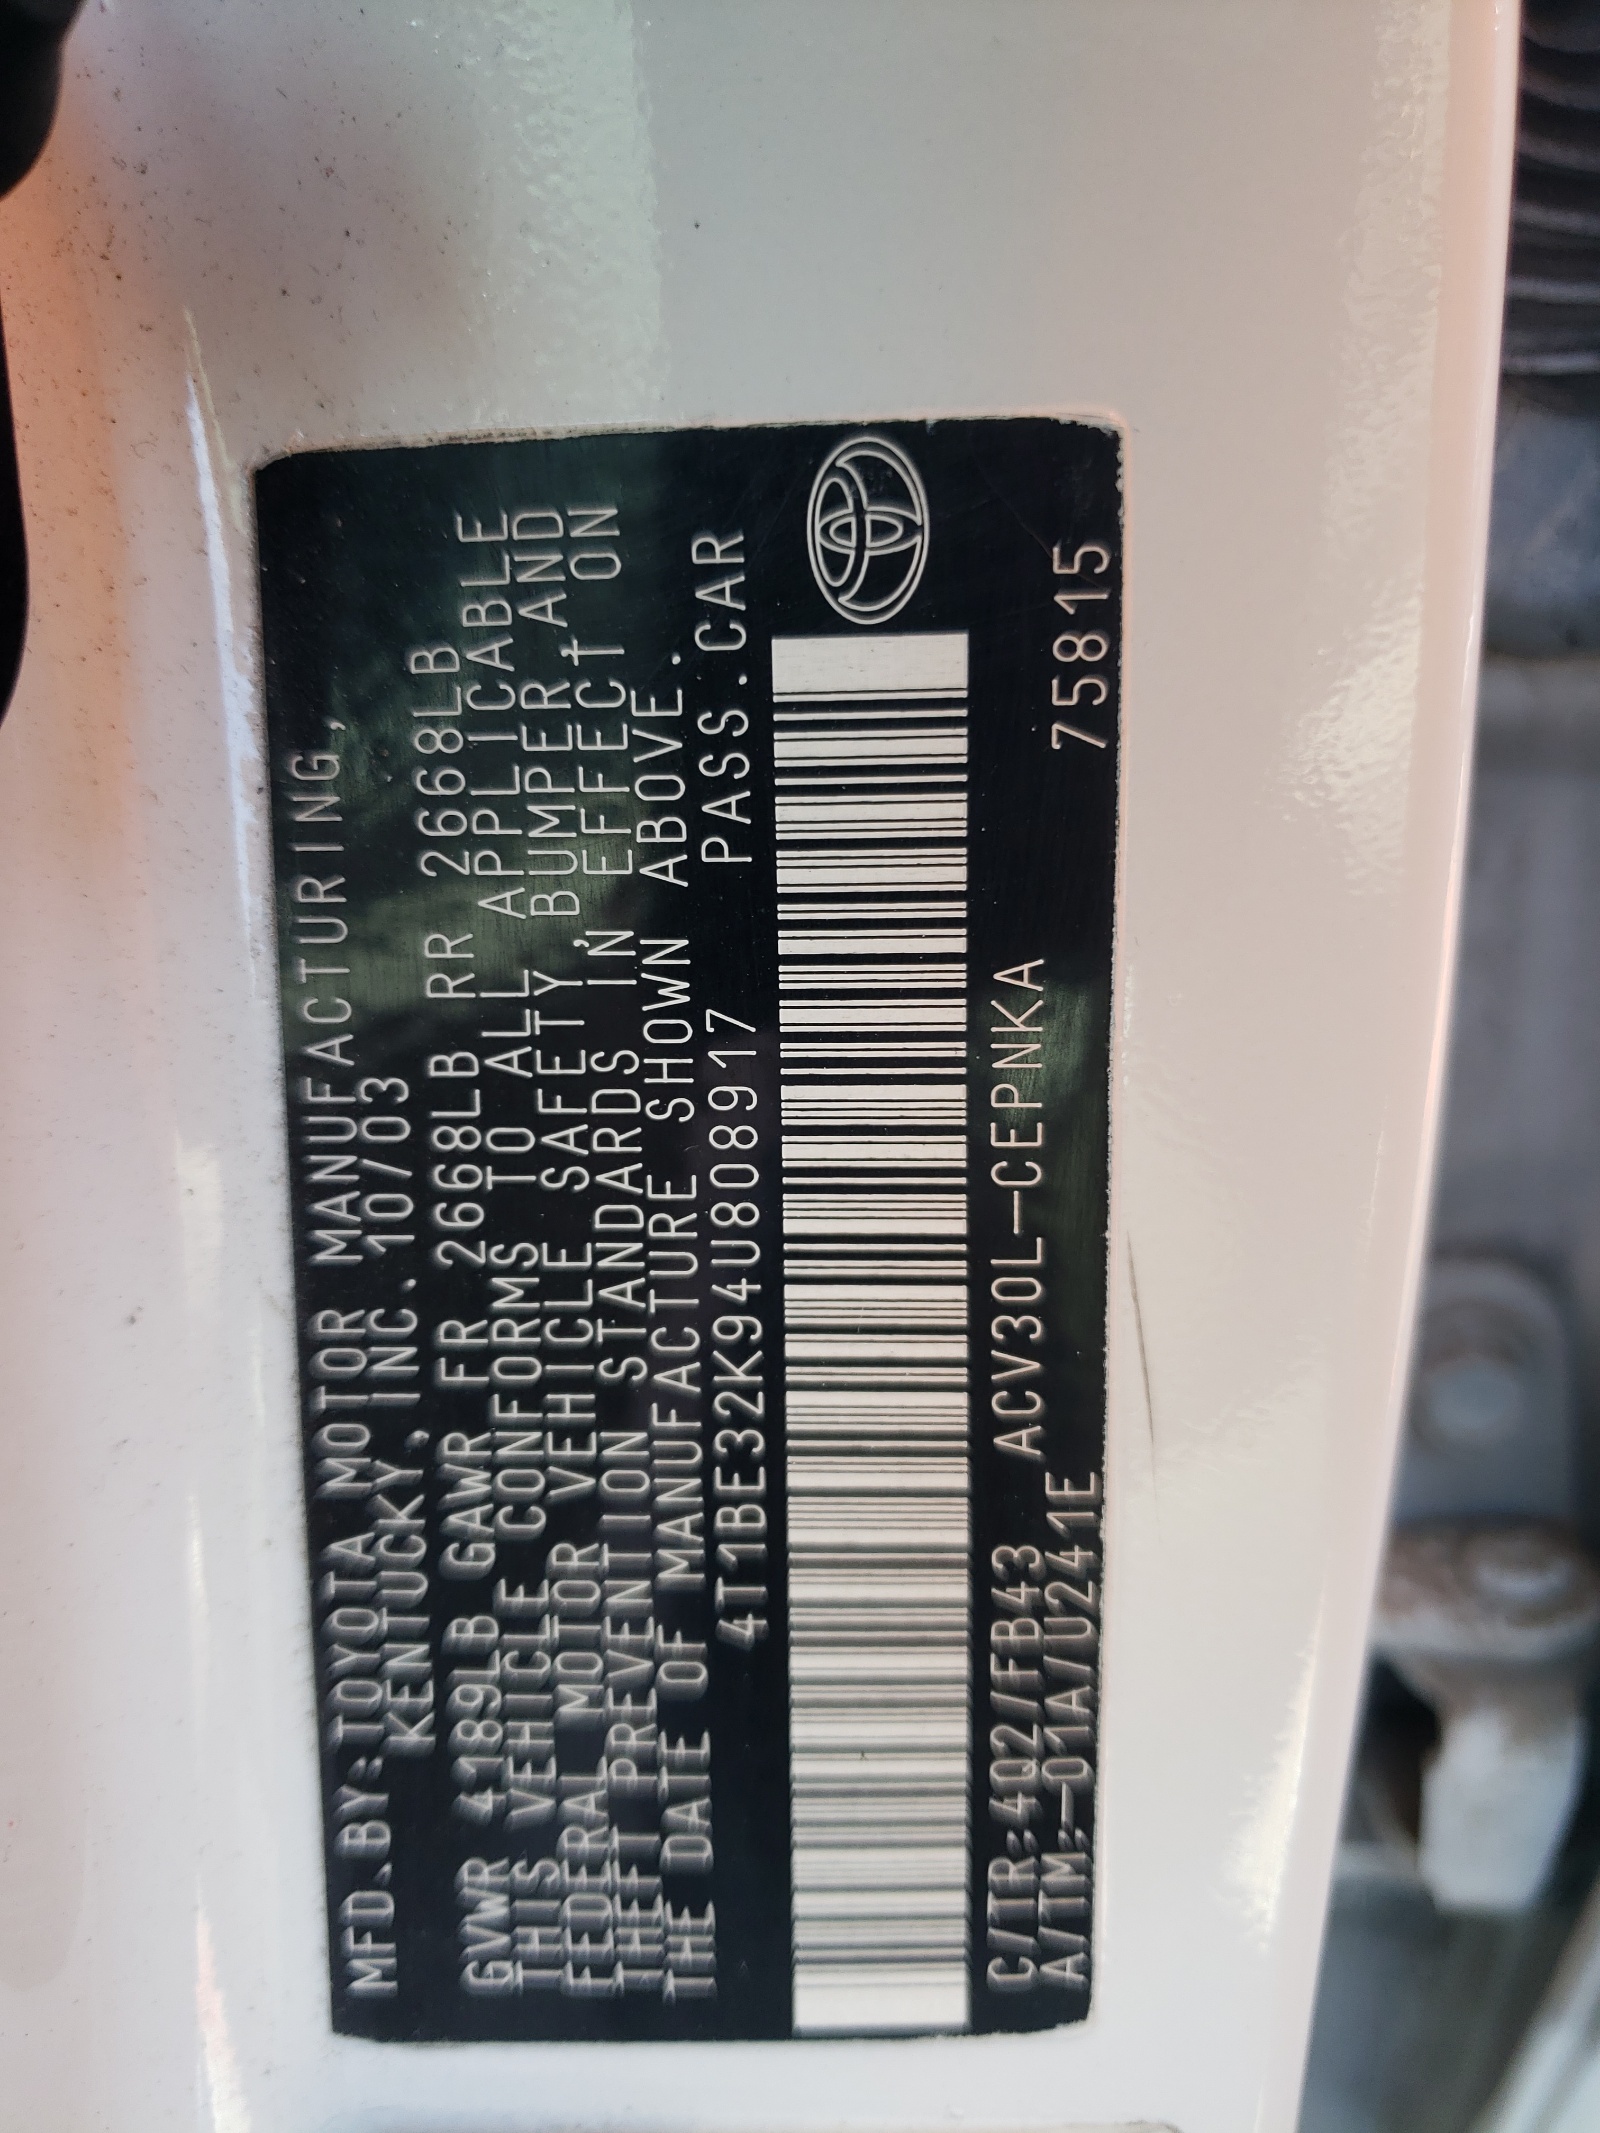 MFD.BY:TOYOTA MOTOR MANUFACTURING,
KENTUCKY, INC. 10/03
GVWR 4189LB GAWR FR 2668LB RR 2668LB
THIS VEHICLE CONFORMS TO ALL APPLICABLE
FEDERAL MOTOR VEHICLE SAFETY, BUMPER, AND
THEFT PREVENTION STANDARDS IN EFFECT ON
THE DATE OF MANUFACTURE SHOWN ABOVE.
4T1BE32K94U808917 PASS.CAR
C/TR:4Q2/FB43 ACV30L-CEPNKA
A/TM:-01A/U241E 75815